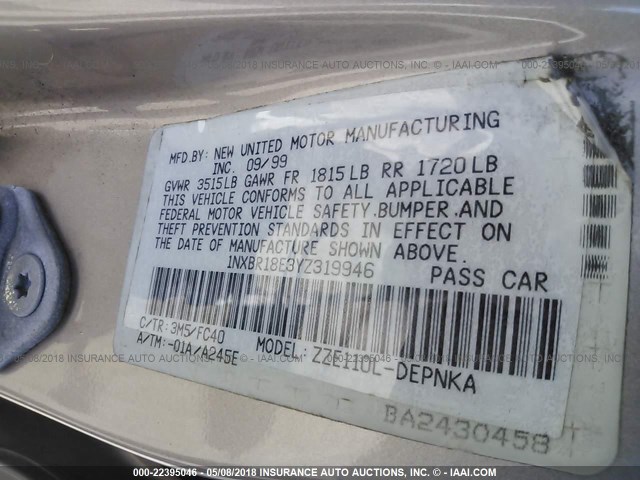 MFD.BY: NEW UNITED MOTOR MANUFACTURING
INC. 09/99
GVWR 3515LB GAWR FR 1815LB RR 1720LB
THIS VEHICLE CONFORMS TO ALL APPLICABLE
FEDERAL MOTOR VEHICLE SAFETY,BUMPER,AND
THEFT PREVENTION STANDARDS IN EFFECT ON
THE DATE OF MANUFACTURE SHOWN ABOVE.
1NXBR18E3YZ319946 PASS CAR
C/TR:3M5/FC40
A/TM:-01A/A245E
MODEL:ZZE110L-DEPNKA
BA2430458
000-22395046 - 05/08/2018 INSURANCE AUTO AUCTIONS, INC. - © - WWW.IAAI.COM